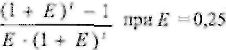 (1 + E)^t − 1
E · (1 + E)^t
при E = 0,25